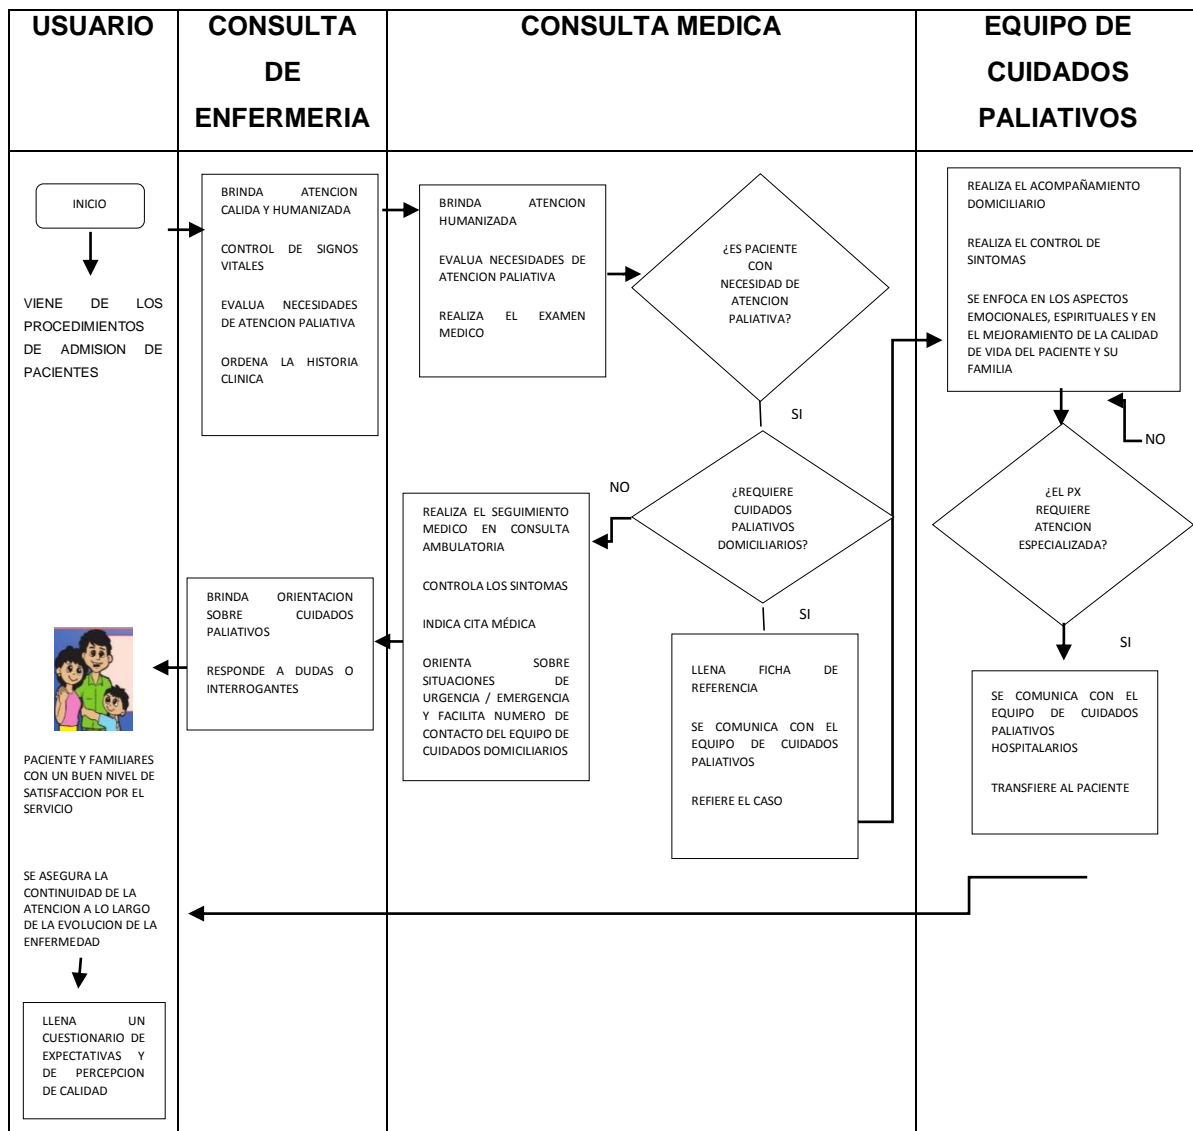 USUARIO
CONSULTA
DE
ENFERMERIA
CONSULTA MEDICA
EQUIPO DE
CUIDADOS
PALIATIVOS
INICIO
VIENE DE LOS
PROCEDIMIENTOS
DE ADMISION DE
PACIENTES
BRINDA ATENCION
CALIDA Y HUMANIZADA
CONTROL DE SIGNOS
VITALES
EVALUA NECESIDADES
DE ATENCION PALIATIVA
ORDENA LA HISTORIA
CLINICA
BRINDA ATENCION
HUMANIZADA
EVALUA NECESIDADES DE
ATENCION PALIATIVA
REALIZA EL EXAMEN
MEDICO
¿ES PACIENTE
CON
NECESIDAD DE
ATENCION
PALIATIVA?
SI
¿REQUIERE
CUIDADOS
PALIATIVOS
DOMICILIARIOS?
NO
SI
REALIZA EL SEGUIMIENTO
MEDICO EN CONSULTA
AMBULATORIA
CONTROLA LOS SINTOMAS
INDICA CITA MÉDICA
ORIENTA SOBRE
SITUACIONES DE
URGENCIA / EMERGENCIA
Y FACILITA NUMERO DE
CONTACTO DEL EQUIPO DE
CUIDADOS DOMICILIARIOS
BRINDA ORIENTACION
SOBRE CUIDADOS
PALIATIVOS
RESPONDE A DUDAS O
INTERROGANTES
LLENA FICHA DE
REFERENCIA
SE COMUNICA CON EL
EQUIPO DE CUIDADOS
PALIATIVOS
REFIERE EL CASO
REALIZA EL ACOMPAÑAMIENTO
DOMICILIARIO
REALIZA EL CONTROL DE
SINTOMAS
SE ENFOCA EN LOS ASPECTOS
EMOCIONALES, ESPIRITUALES Y EN
EL MEJORAMIENTO DE LA CALIDAD
DE VIDA DEL PACIENTE Y SU
FAMILIA
NO
¿EL PX
REQUIERE
ATENCION
ESPECIALIZADA?
SI
SE COMUNICA CON EL
EQUIPO DE CUIDADOS
PALIATIVOS
HOSPITALARIOS
TRANSFIERE AL PACIENTE
PACIENTE Y FAMILIARES
CON UN BUEN NIVEL DE
SATISFACCION POR EL
SERVICIO
SE ASEGURA LA
CONTINUIDAD DE LA
ATENCION A LO LARGO
DE LA EVOLUCION DE LA
ENFERMEDAD
LLENA UN
CUESTIONARIO DE
EXPECTATIVAS Y
DE PERCEPCION
DE CALIDAD